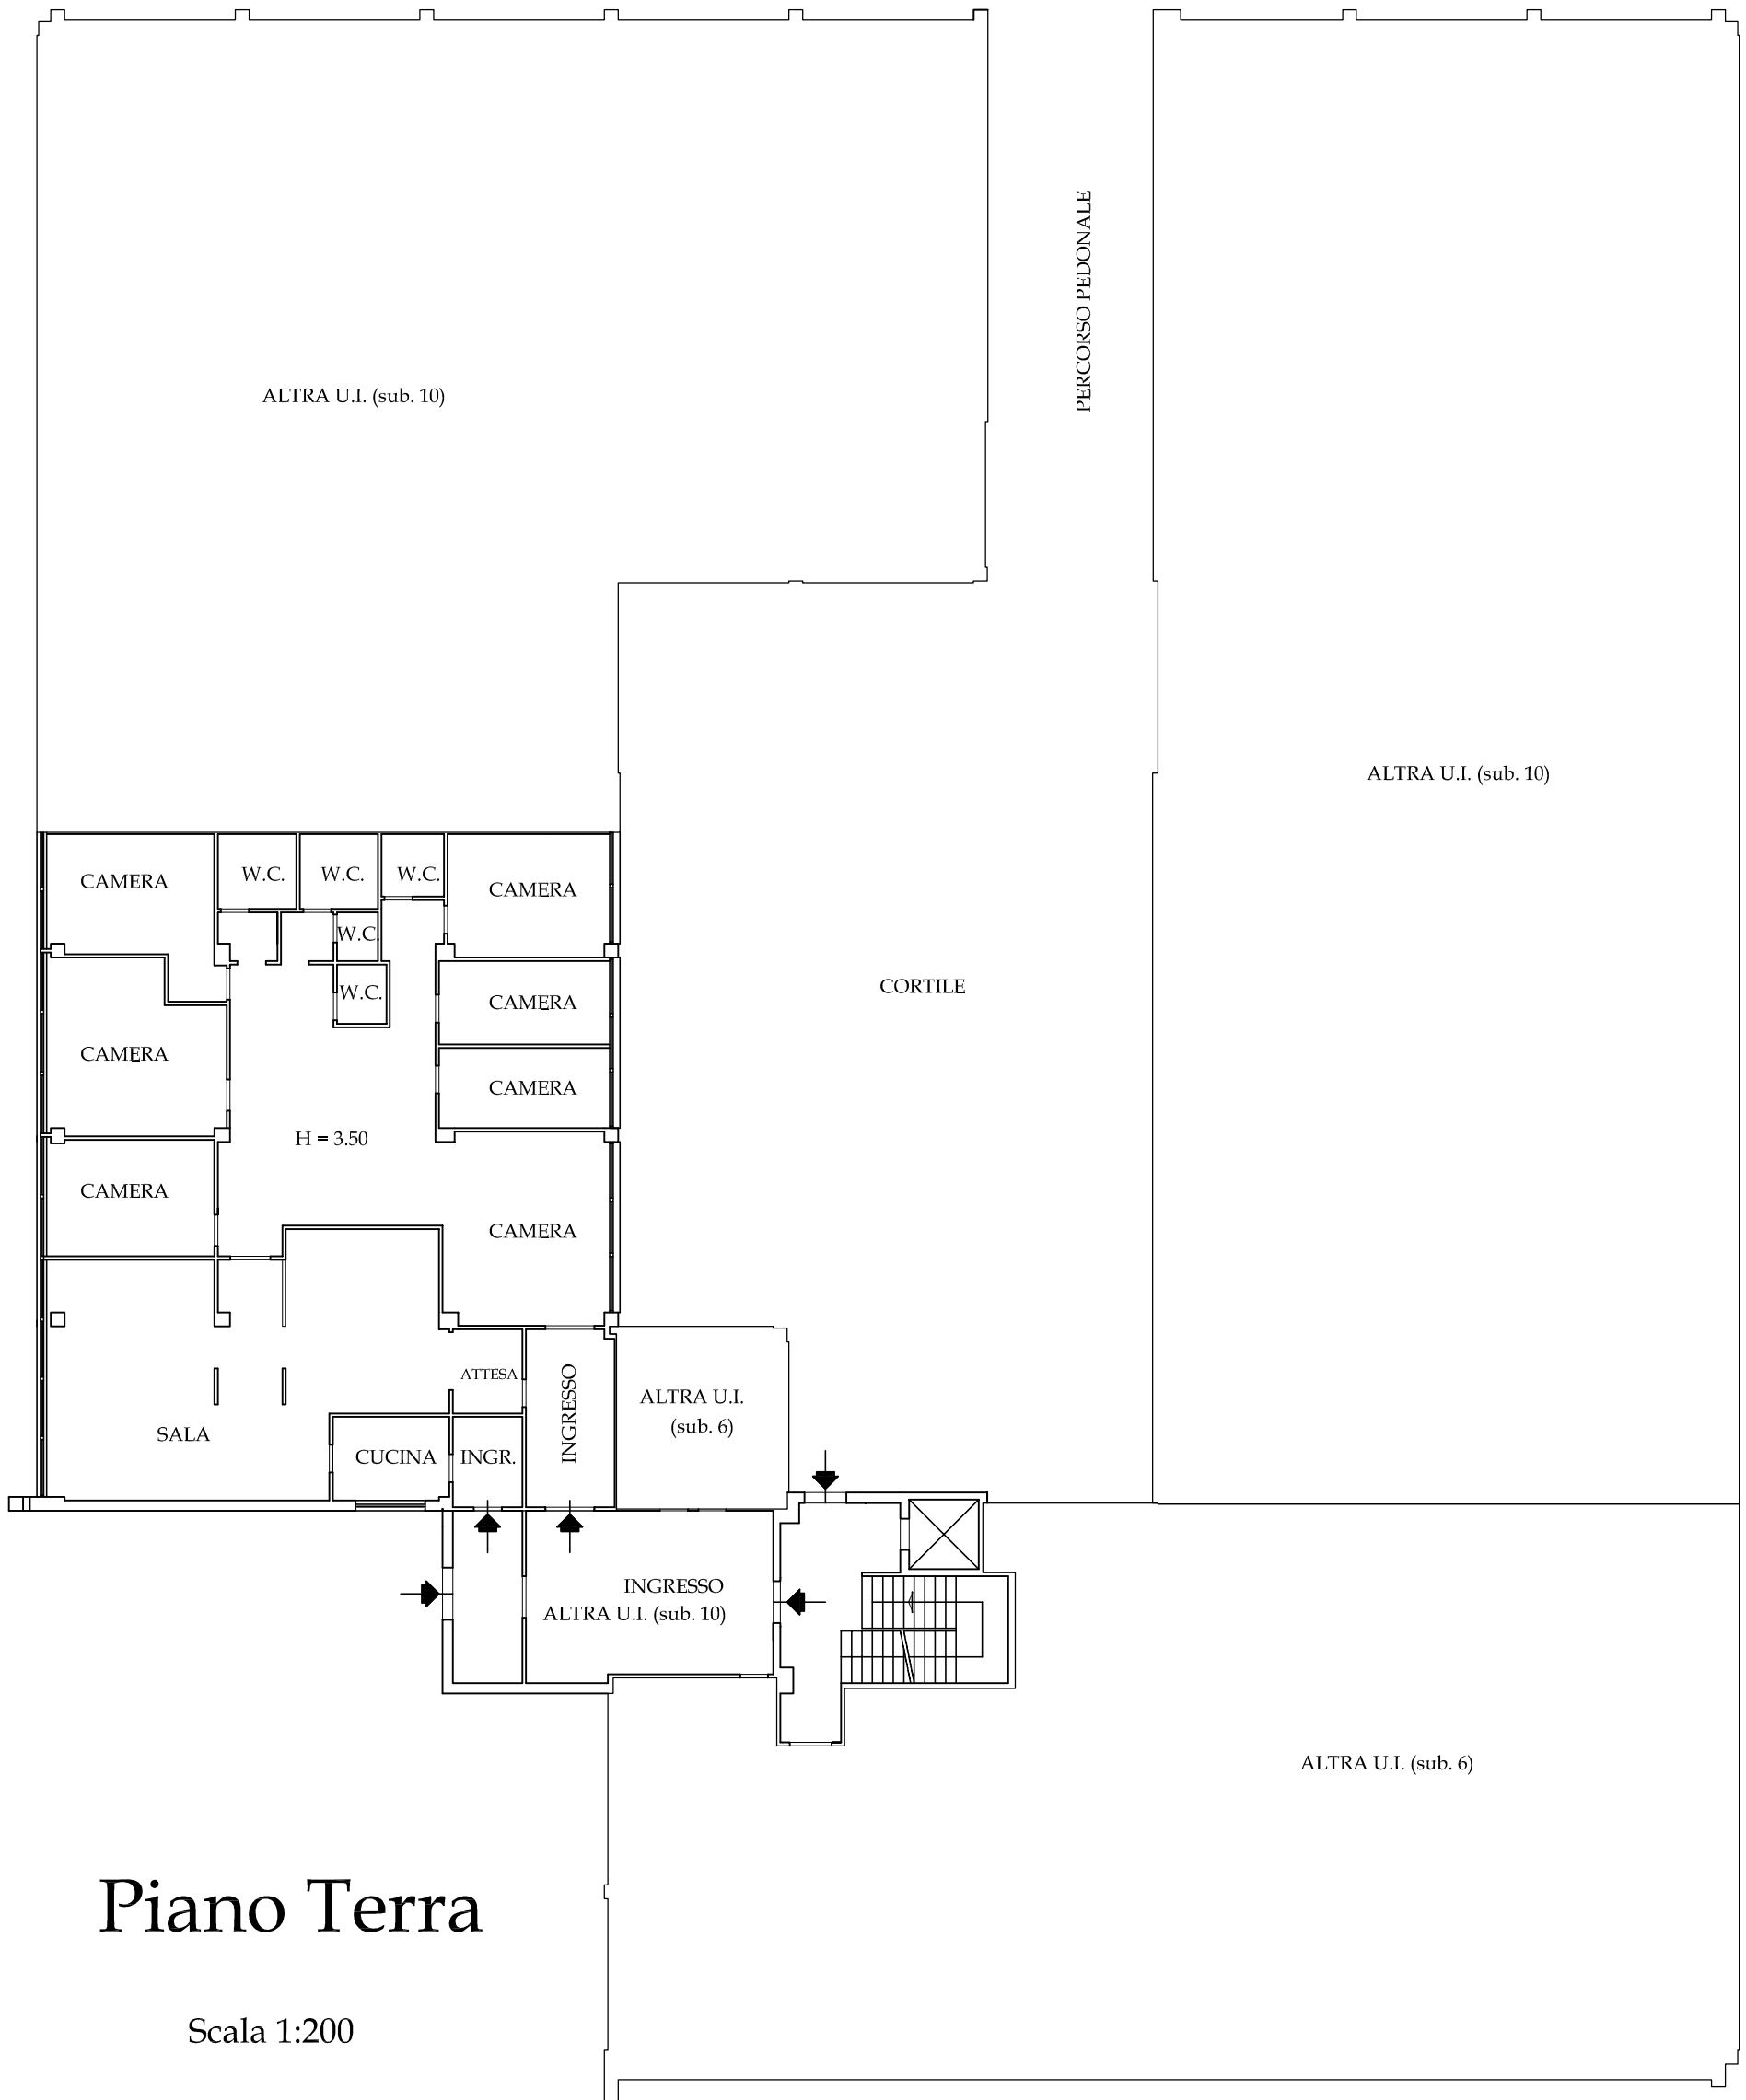 PERCORSO PEDONALE
ALTRA U.I. (sub. 10)
ALTRA U.I. (sub. 10)
CAMERA
W.C.
W.C.
W.C.
CAMERA
W.C.
W.C.
CAMERA
CORTILE
CAMERA
CAMERA
H = 3.50
CAMERA
CAMERA
ATTESA
INGRESSO
ALTRA U.I.
(sub. 6)
SALA
CUCINA
INGR.
INGRESSO
ALTRA U.I. (sub. 10)
ALTRA U.I. (sub. 6)
Piano Terra
Scala 1:200